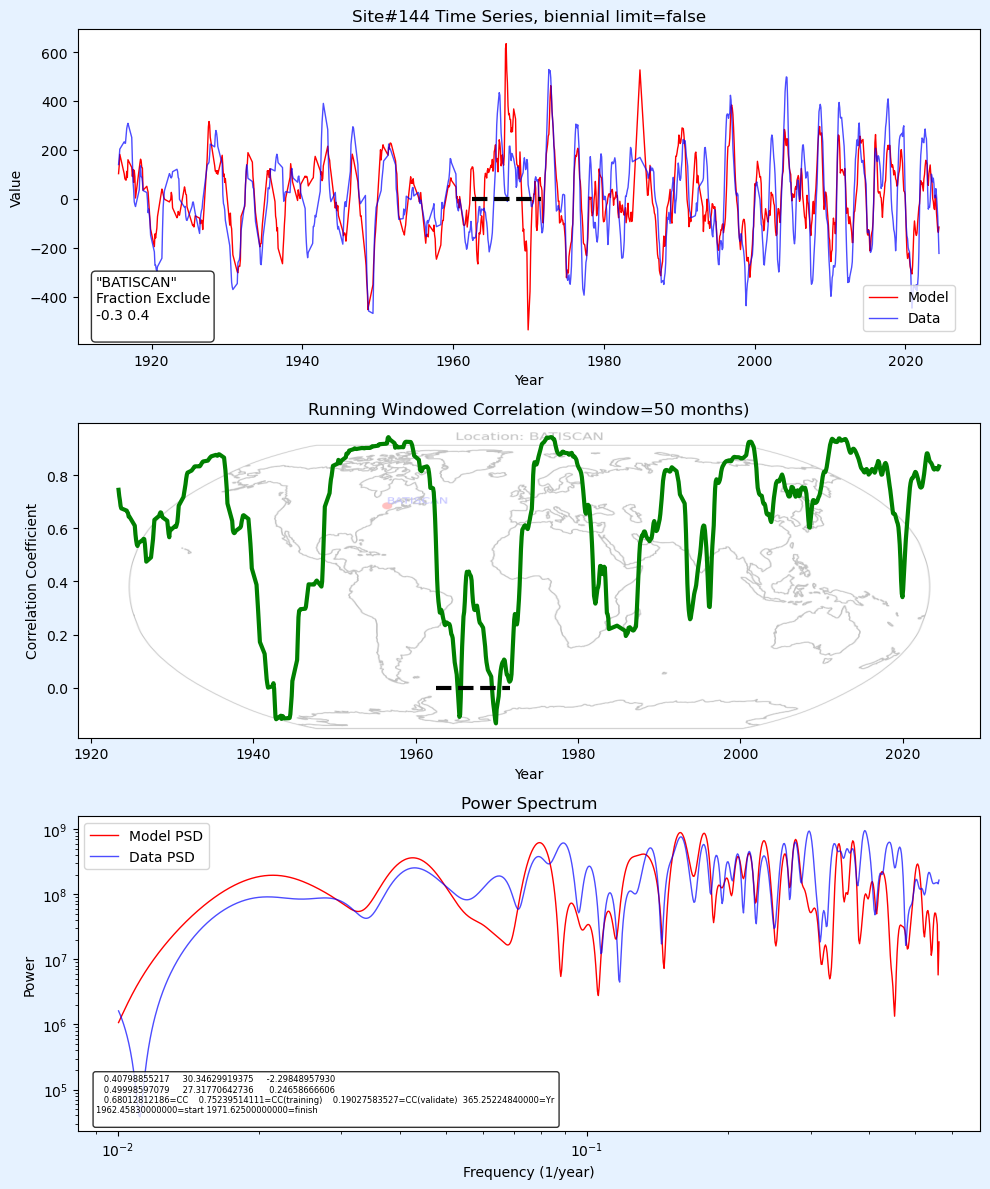 Site#144 Time Series, biennial limit=false
600
400
200
0
−200
−400
Value
"BATISCAN"
Fraction Exclude
-0.3 0.4
Model
Data
1920
1940
1960
1980
2000
2020
Year
Running Windowed Correlation (window=50 months)
Location: BATISCAN
BATISCAN
0.8
0.6
0.4
0.2
0.0
Correlation Coefficient
1920
1940
1960
1980
2000
2020
Year
Power Spectrum
Model PSD
Data PSD
10⁹
10⁸
10⁷
10⁶
10⁵
Power
0.40798855217 30.34629919375 -2.29848957930
0.49998597079 27.31770642736 0.24658666606
0.68012812186=CC 0.75239514111=CC(training) 0.19027583527=CC(validate) 365.25224840000=Yr
1962.45830000000=start 1971.62500000000=finish
10⁻²
10⁻¹
Frequency (1/year)